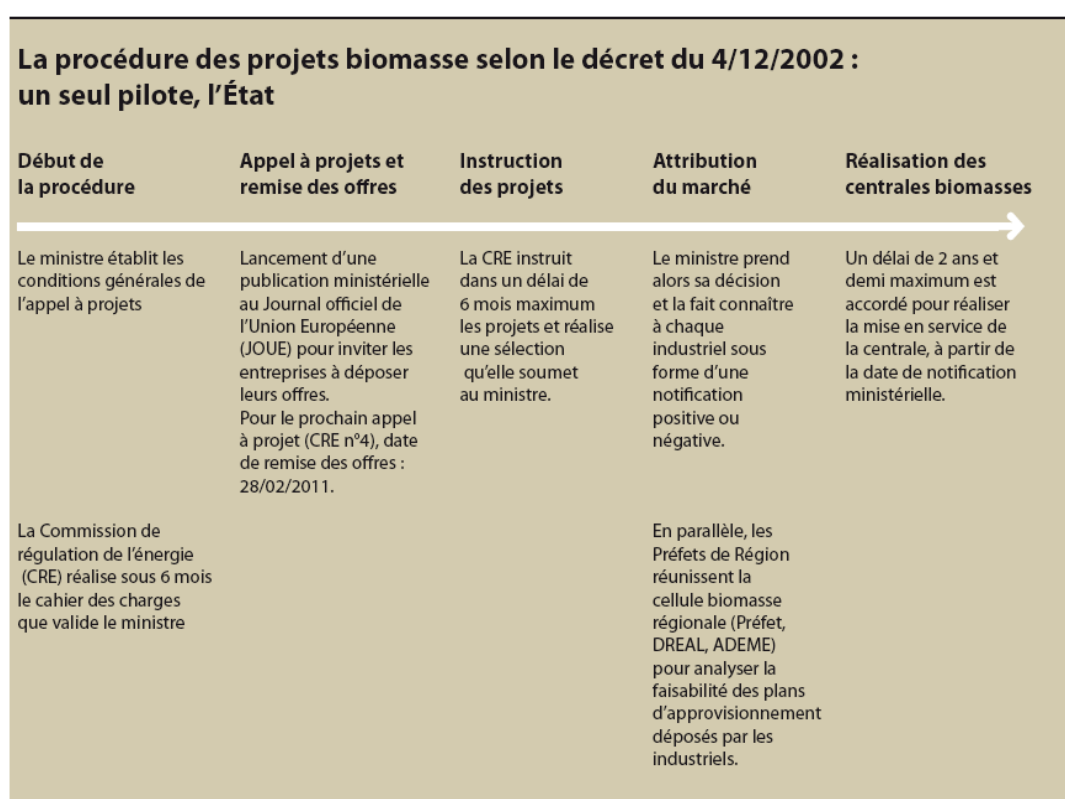 La procédure des projets biomasse selon le décret du 4/12/2002 :
un seul pilote, l’État
Début de
la procédure
Le ministre établit les
conditions générales de
l’appel à projets
La Commission de
régulation de l’énergie
(CRE) réalise sous 6 mois
le cahier des charges
que valide le ministre
Appel à projets et
remise des offres
Lancement d’une
publication ministérielle
au Journal officiel de
l’Union Européenne
(JOUE) pour inviter les
entreprises à déposer
leurs offres.
Pour le prochain appel
à projet (CRE n°4), date
de remise des offres :
28/02/2011.
Instruction
des projets
La CRE instruit
dans un délai de
6 mois maximum
les projets et réalise
une sélection
qu’elle soumet
au ministre.
Attribution
du marché
Le ministre prend
alors sa décision
et la fait connaître
à chaque
industriel sous
forme d’une
notification
positive ou
négative.
En parallèle, les
Préfets de Région
réunissent la
cellule biomasse
régionale (Préfet,
DREAL, ADEME)
pour analyser la
faisabilité des plans
d’approvisionnement
déposés par les
industriels.
Réalisation des
centrales biomasses
Un délai de 2 ans et
demi maximum est
accordé pour réaliser
la mise en service de
la centrale, à partir de
la date de notification
ministérielle.